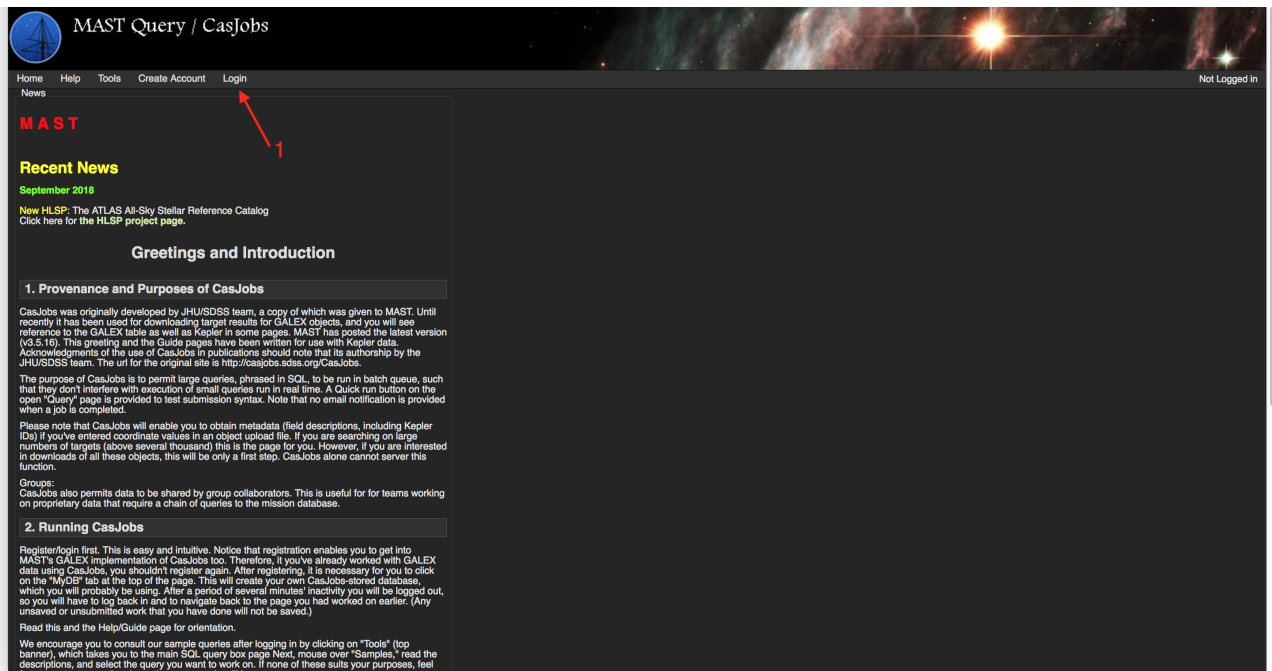 MAST Query / CasJobs
Home Help Tools Create Account Login Not Logged in
News
1
M A S T
Recent News
September 2018
New HLSP: The ATLAS All-Sky Stellar Reference Catalog
Click here for the HLSP project page.
Greetings and Introduction
1. Provenance and Purposes of CasJobs
CasJobs was originally developed by JHU/SDSS team, a copy of which was given to MAST. Until
recently it has been used for downloading target results for GALEX objects, and you will see
reference to the GALEX table as well as Kepler in some pages. MAST has posted the latest version
(v3.5.16). This greeting and the Guide pages have been written for use with Kepler data.
Acknowledgments of the use of CasJobs in publications should note that its authorship by the
JHU/SDSS team. The url for the original site is http://casjobs.sdss.org/CasJobs.
The purpose of CasJobs is to permit large queries, phrased in SQL, to be run in batch queue, such
that they don't interfere with execution of small queries run in real time. A Quick run button on the
open "Query" page is provided to test submission syntax. Note that no email notification is provided
when a job is completed.
Please note that CasJobs will enable you to obtain metadata (field descriptions, including Kepler
IDs) if you've entered coordinate values in an object upload file. If you are searching on large
numbers of targets (above several thousand) this is the page for you. However, if you are interested
in downloads of all these objects, this will be only a first step. CasJobs alone cannot server this
function.
Groups:
CasJobs also permits data to be shared by group collaborators. This is useful for for teams working
on proprietary data that require a chain of queries to the mission database.
2. Running CasJobs
Register/login first. This is easy and intuitive. Notice that registration enables you to get into
MAST's GALEX implementation of CasJobs too. Therefore, it you've already worked with GALEX
data using CasJobs, you shouldn't register again. After registering, it is necessary for you to click
on the "MyDB" tab at the top of the page. This will create your own CasJobs-stored database,
which you will probably be using. After a period of several minutes' inactivity you will be logged out,
so you will have to log back in and to navigate back to the page you had worked on earlier. (Any
unsaved or unsubmitted work that you have done will not be saved.)
Read this and the Help/Guide page for orientation.
We encourage you to consult our sample queries after logging in by clicking on "Tools" (top
banner), which takes you to the main SQL query box page Next, mouse over "Samples," read the
descriptions, and select the query you want to work on. If none of these suits your purposes, feel